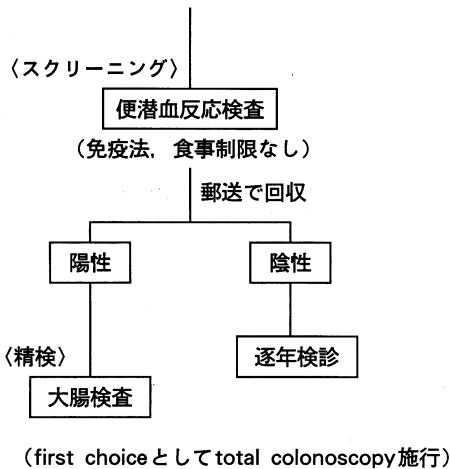 〈スクリーニング〉
便潜血反応検査
（免疫法，食事制限なし）
郵送で回収
陽性
陰性
〈精検〉
逐年検診
大腸検査
（first choiceとしてtotal colonoscopy施行）